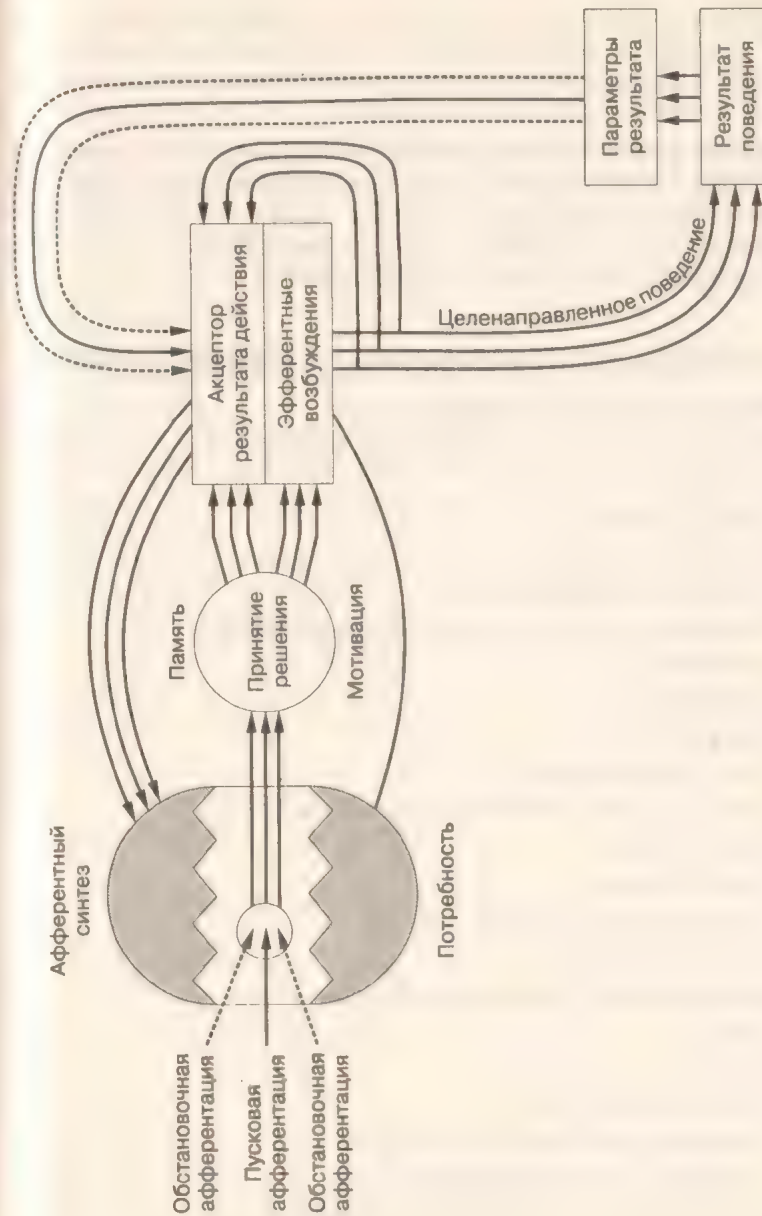 Обстановочная
афферентация
Пусковая
афферентация
Обстановочная
афферентация
Афферентный
синтез
Потребность
Память
Принятие
решения
Мотивация
Акцептор
результата действия
Эфферентные
возбуждения
Целенаправленное поведение
Параметры
результата
Результат
поведения